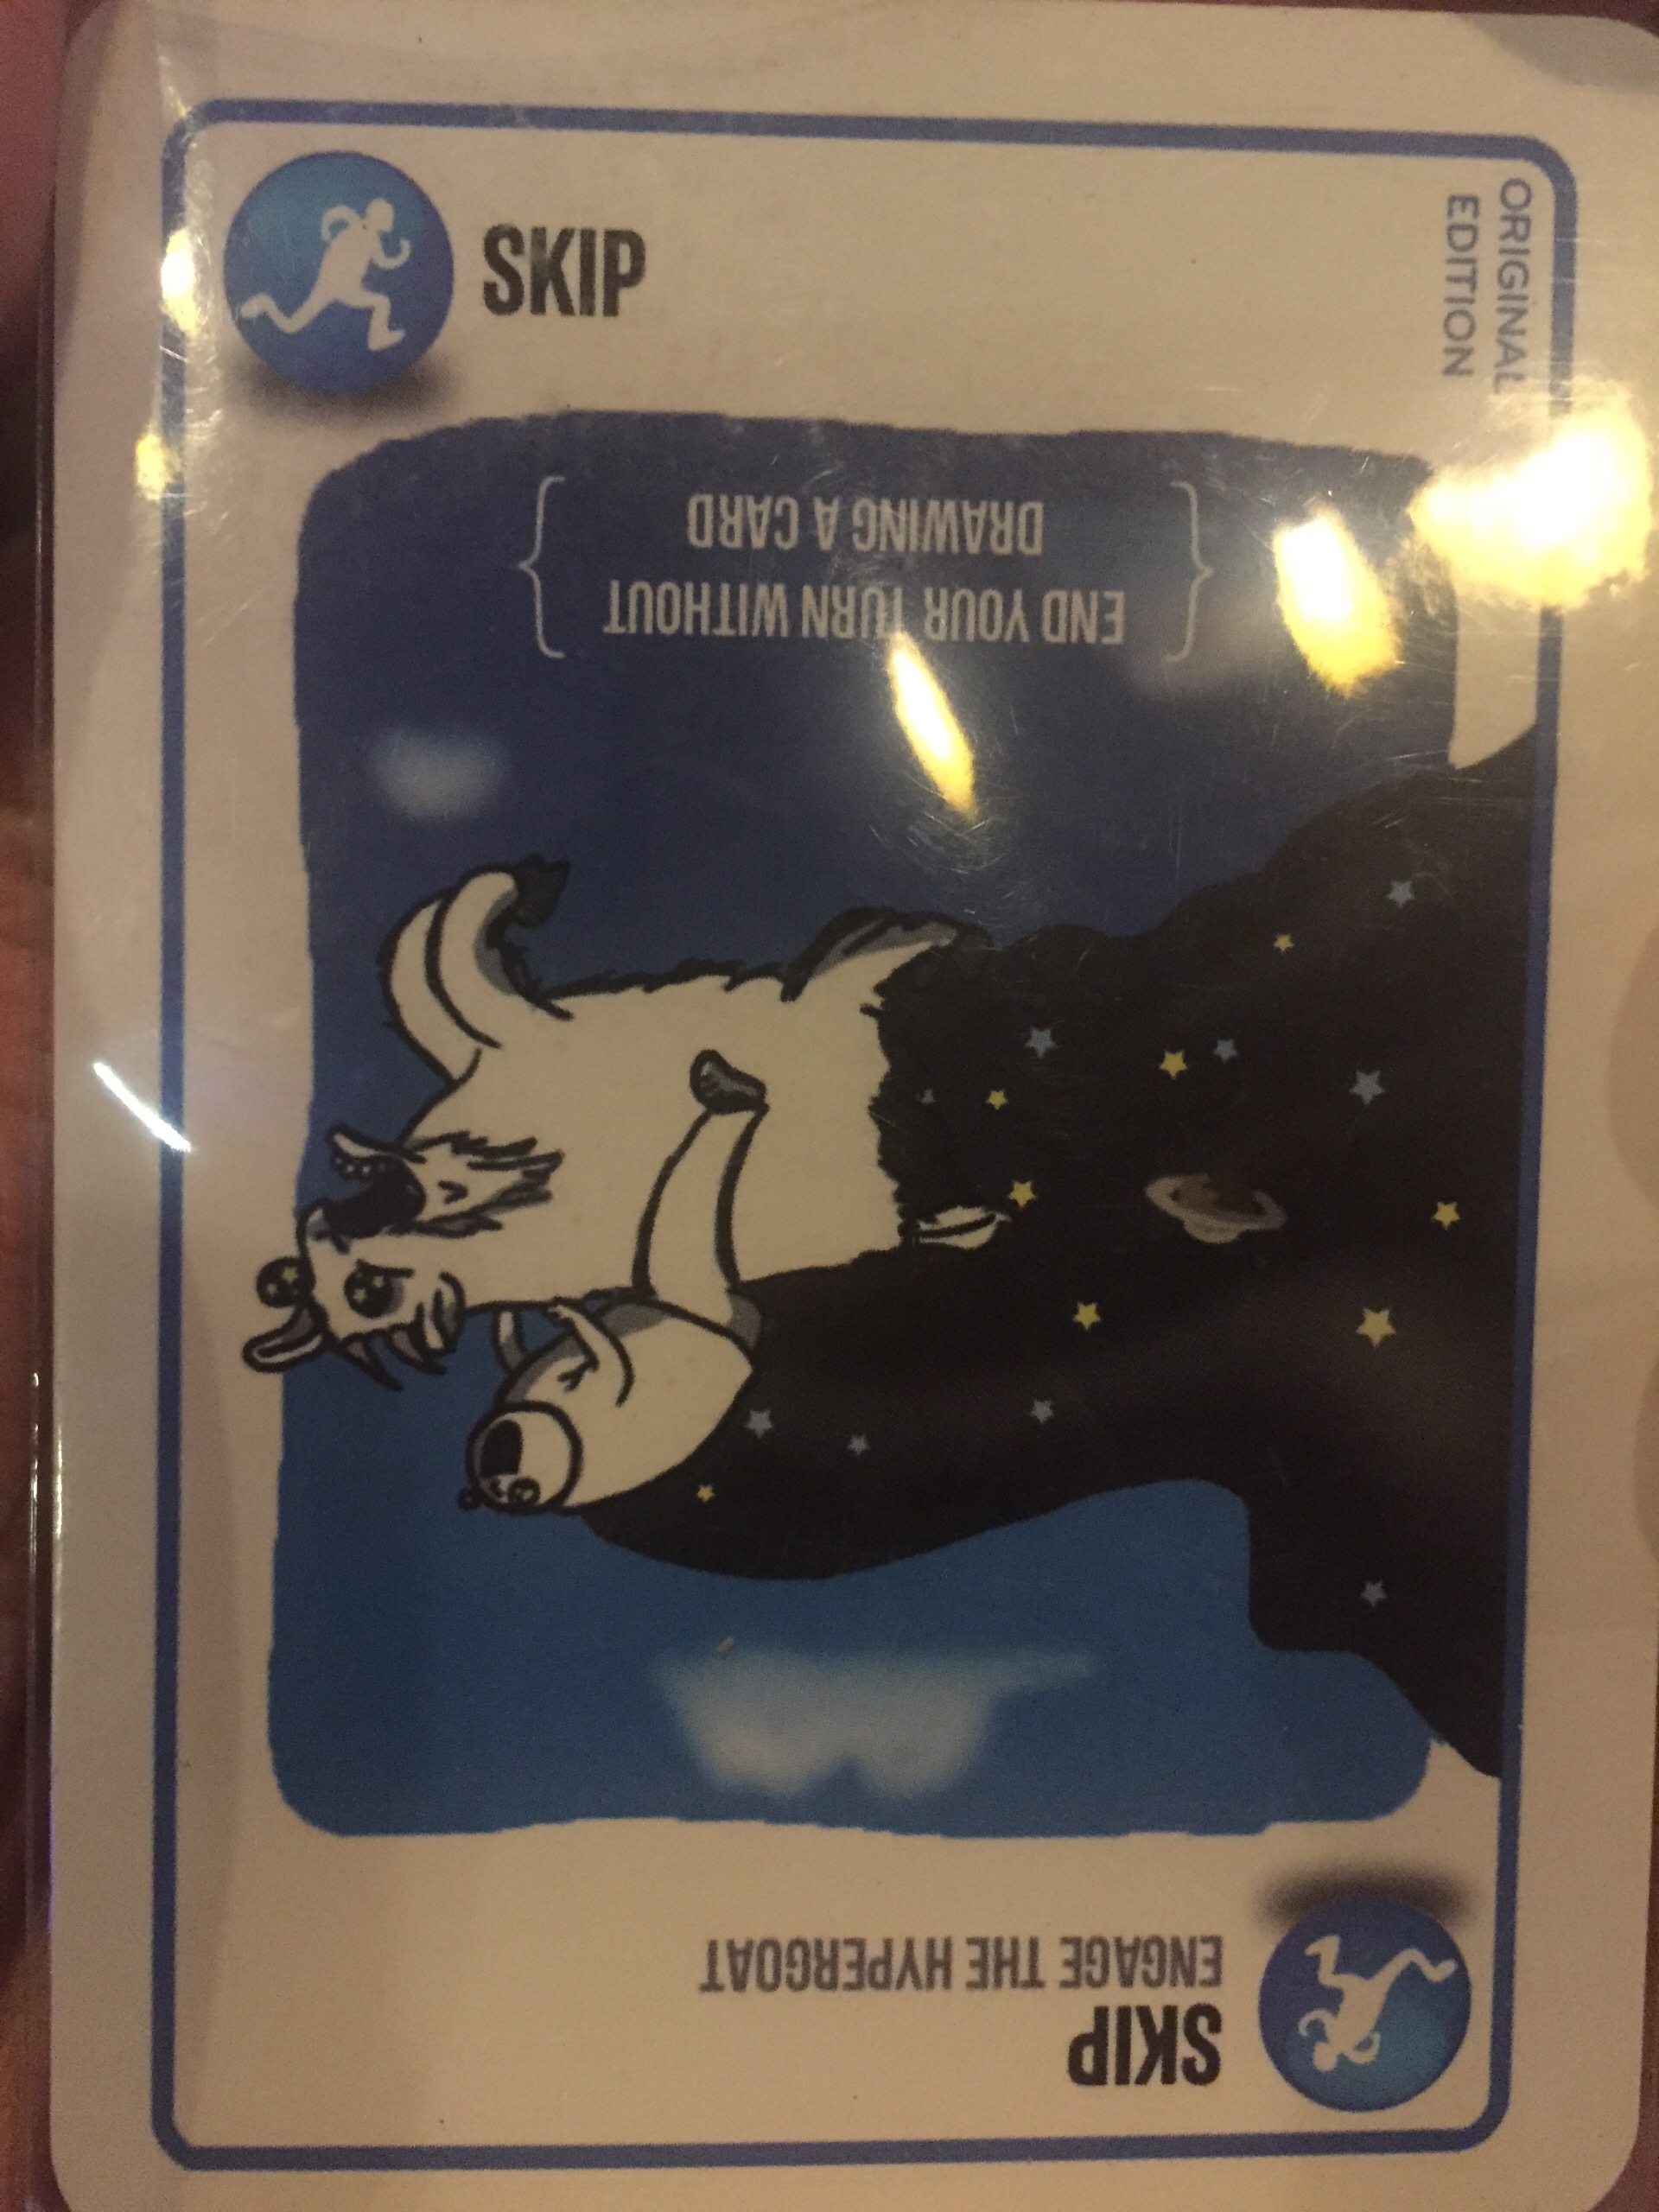 SKIP
ENGAGE THE HYPERGOAT
END YOUR TURN WITHOUT
DRAWING A CARD
SKIP
ORIGINAL
EDITION